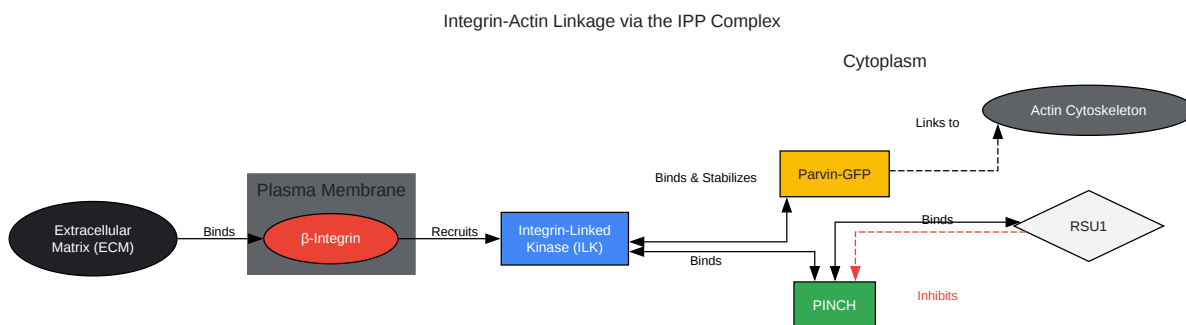 Integrin-Actin Linkage via the IPP Complex
Cytoplasm
Actin Cytoskeleton
Links to
Parvin-GFP
Binds & Stabilizes
Plasma Membrane
Extracellular
Matrix (ECM)
Binds
β-Integrin
Recruits
Integrin-Linked
Kinase (ILK)
Binds
Binds
RSU1
PINCH
Inhibits